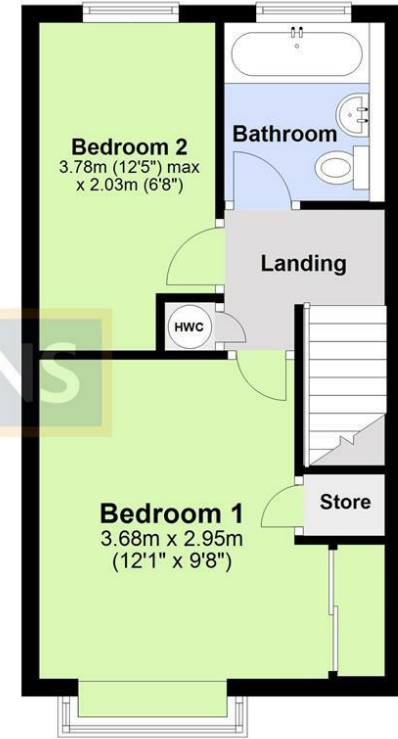 Bedroom 2
3.78m (12'5") max
x 2.03m (6'8")
Bathroom
Landing
HWC
NS
Bedroom 1
3.68m x 2.95m
(12'1" x 9'8")
Store